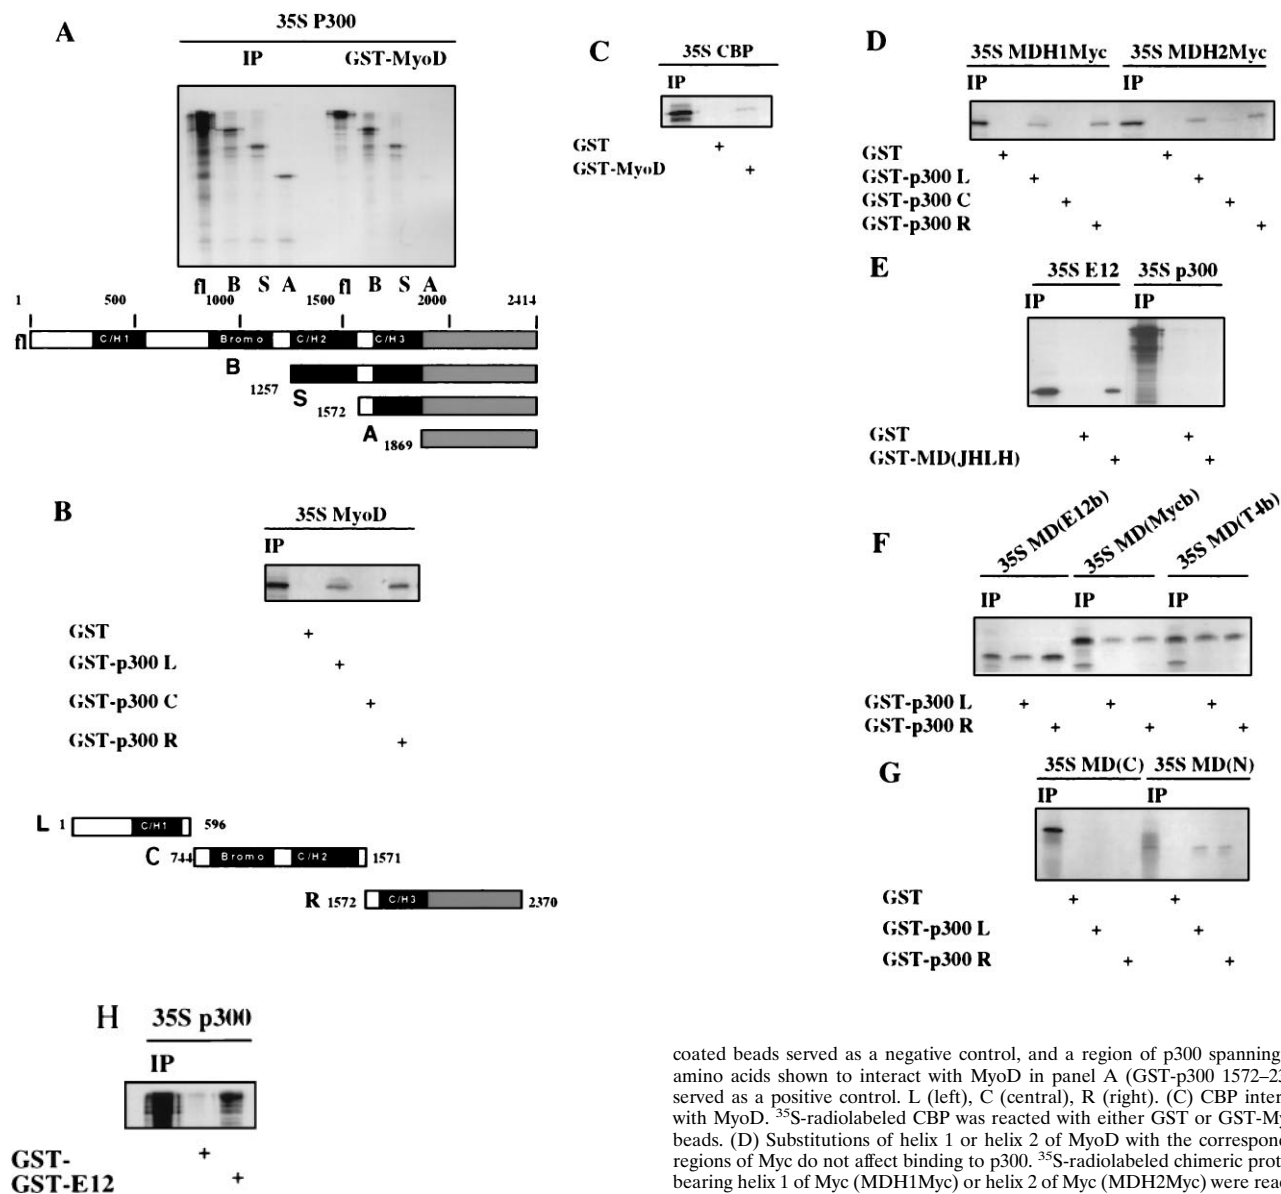 A
35S P300
IP GST-MyoD
fl B S A fl B S A
1 500 1000 1500 2000 2414
fl C/H1 Bromo C/H2 C/H3
B 1257
S 1572
A 1869
B
35S MyoD
IP
GST +
GST-p300 L +
GST-p300 C +
GST-p300 R +
L 1 C/H1 596
C 744 Bromo C/H2 1571
R 1572 C/H3 2370
C
35S CBP
IP
GST +
GST-MyoD +
D
35S MDH1Myc 35S MDH2Myc
IP IP
GST + +
GST-p300 L + +
GST-p300 C + +
GST-p300 R + +
E
35S E12 35S p300
IP IP
GST + +
GST-MD(JHLH) + +
F
35S MD(E12b) 35S MD(Mycb) 35S MD(T4b)
IP IP IP
GST-p300 L + + +
GST-p300 R + + +
G
35S MD(C) 35S MD(N)
IP IP
GST + +
GST-p300 L + +
GST-p300 R + +
H
35S p300
IP
GST- +
GST-E12 +
coated beads served as a negative control, and a region of p300 spanning
amino acids shown to interact with MyoD in panel A (GST-p300 1572–23
served as a positive control. L (left), C (central), R (right). (C) CBP inter
with MyoD. ³⁵S-radiolabeled CBP was reacted with either GST or GST-My
beads. (D) Substitutions of helix 1 or helix 2 of MyoD with the correspon
regions of Myc do not affect binding to p300. ³⁵S-radiolabeled chimeric prot
bearing helix 1 of Myc (MDH1Myc) or helix 2 of Myc (MDH2Myc) were reac